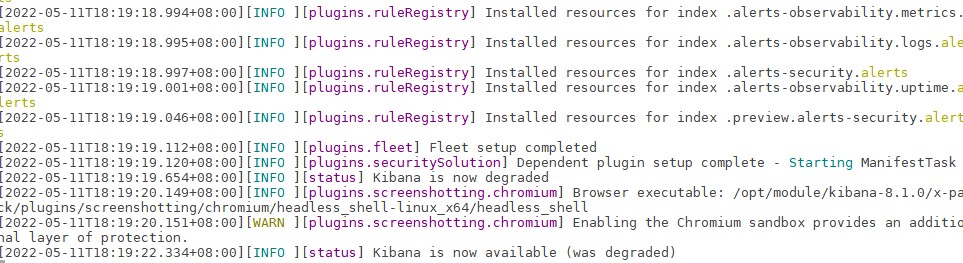 [2022-05-11T18:19:18.994+08:00][INFO ][plugins.ruleRegistry] Installed resources for index .alerts-observability.metrics.
alerts
[2022-05-11T18:19:18.995+08:00][INFO ][plugins.ruleRegistry] Installed resources for index .alerts-observability.logs.ale
rts
[2022-05-11T18:19:18.997+08:00][INFO ][plugins.ruleRegistry] Installed resources for index .alerts-security.alerts
[2022-05-11T18:19:19.001+08:00][INFO ][plugins.ruleRegistry] Installed resources for index .alerts-observability.uptime.a
lerts
[2022-05-11T18:19:19.046+08:00][INFO ][plugins.ruleRegistry] Installed resources for index .preview.alerts-security.alert
s
[2022-05-11T18:19:19.112+08:00][INFO ][plugins.fleet] Fleet setup completed
[2022-05-11T18:19:19.120+08:00][INFO ][plugins.securitySolution] Dependent plugin setup complete - Starting ManifestTask
[2022-05-11T18:19:19.654+08:00][INFO ][status] Kibana is now degraded
[2022-05-11T18:19:20.149+08:00][INFO ][plugins.screenshotting.chromium] Browser executable: /opt/module/kibana-8.1.0/x-pa
ck/plugins/screenshotting/chromium/headless_shell-linux_x64/headless_shell
[2022-05-11T18:19:20.151+08:00][WARN ][plugins.screenshotting.chromium] Enabling the Chromium sandbox provides an additio
nal layer of protection.
[2022-05-11T18:19:22.334+08:00][INFO ][status] Kibana is now available (was degraded)